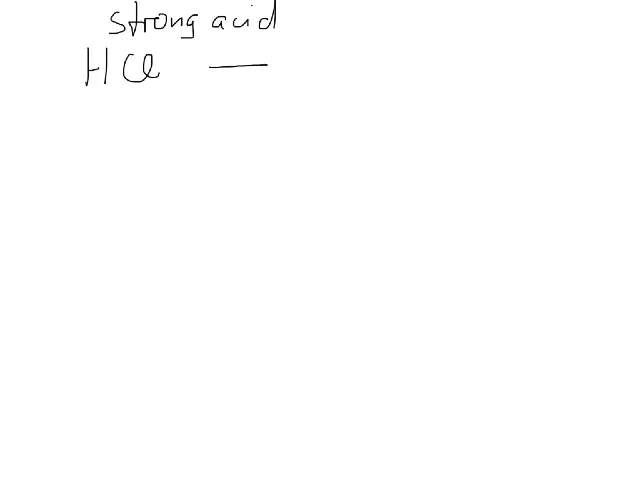 strong acid
HCl —